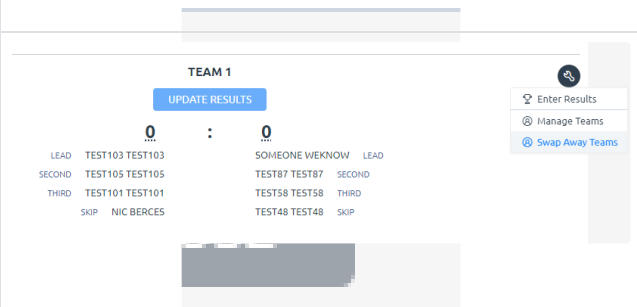 TEAM 1
UPDATE RESULTS
0 : 0
LEAD TEST103 TEST103 SOMEONE WEKNOW LEAD
SECOND TEST105 TEST105 TEST87 TEST87 SECOND
THIRD TEST101 TEST101 TEST58 TEST58 THIRD
SKIP NIC BERCES TEST48 TEST48 SKIP
Enter Results
Manage Teams
Swap Away Teams